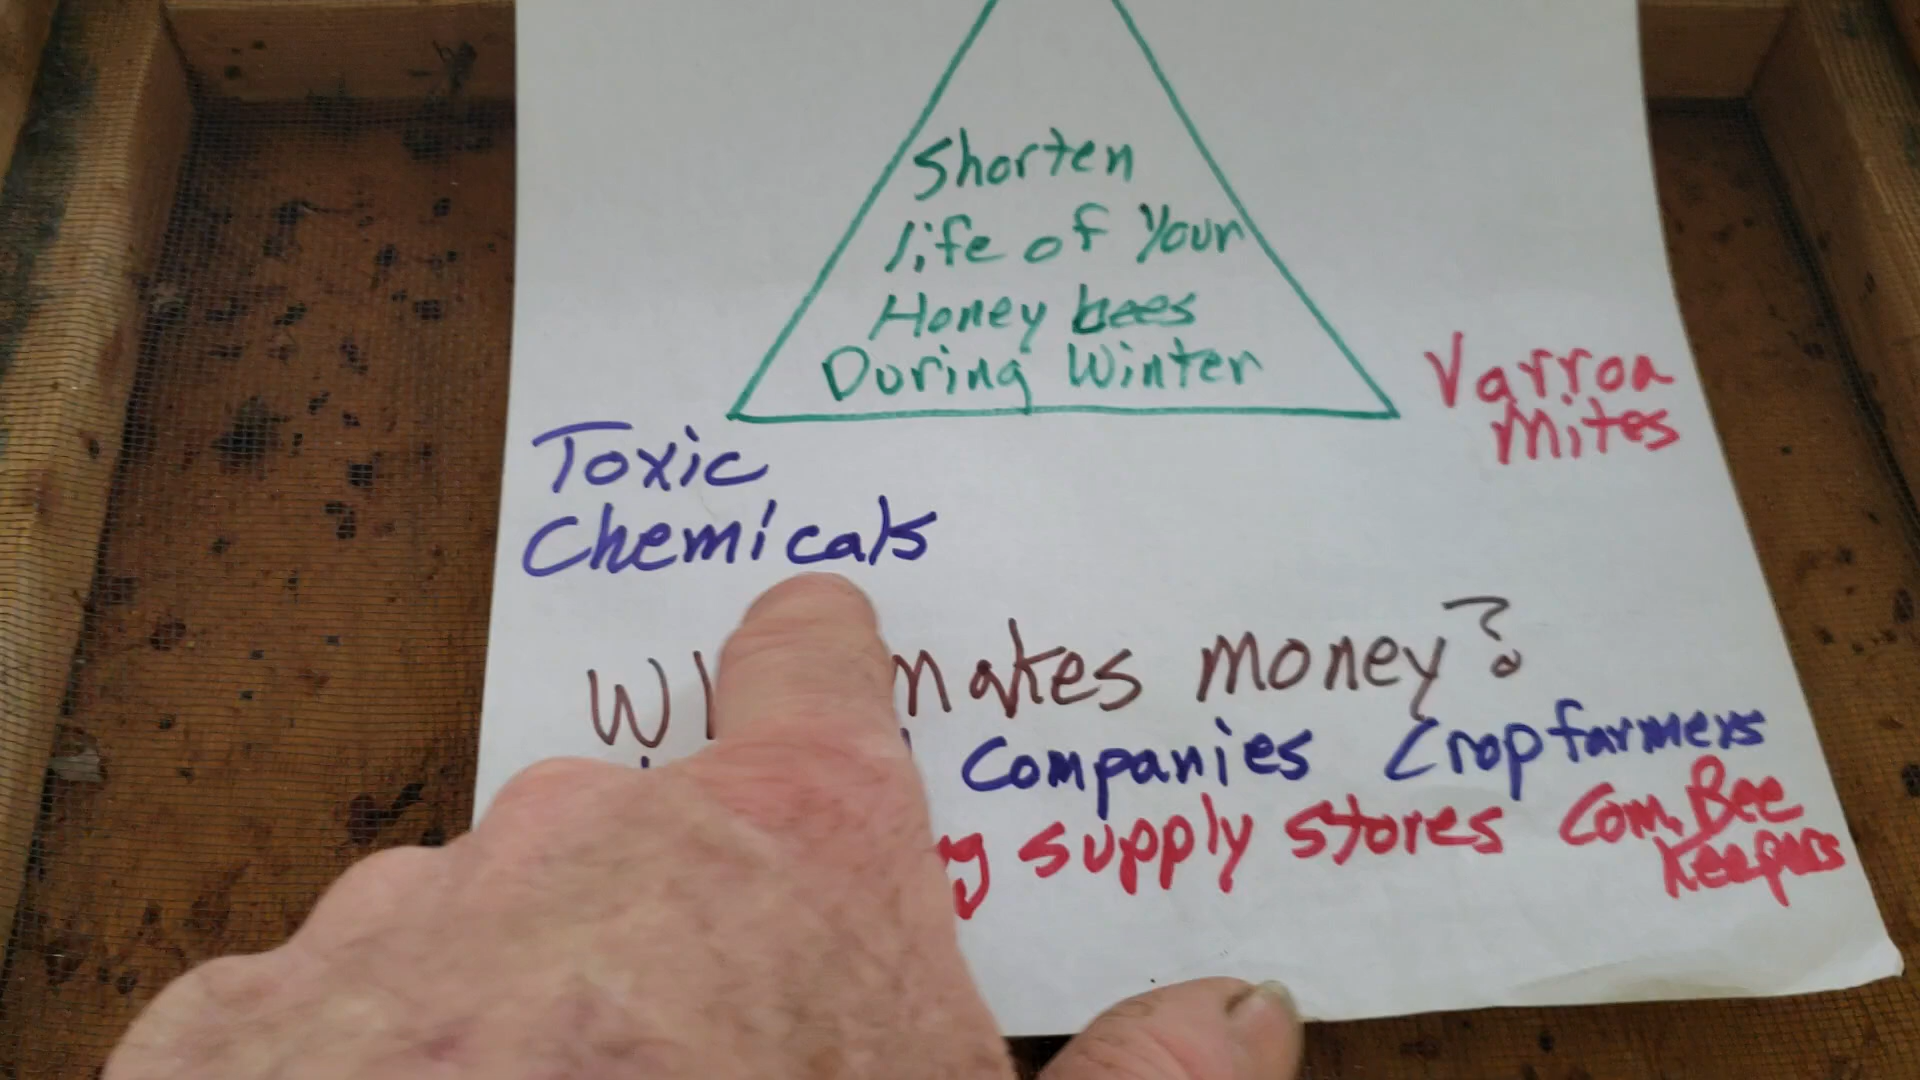 Shorten
life of Your
Honey bees
During Winter
Varroa
Mites
Toxic
Chemicals
makes money?
Companies Crop farmers
supply stores Com. Bee
Keepers